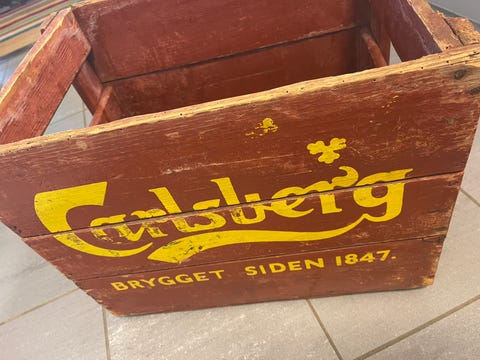 Carlsberg
BRYGGET SIDEN 1847.